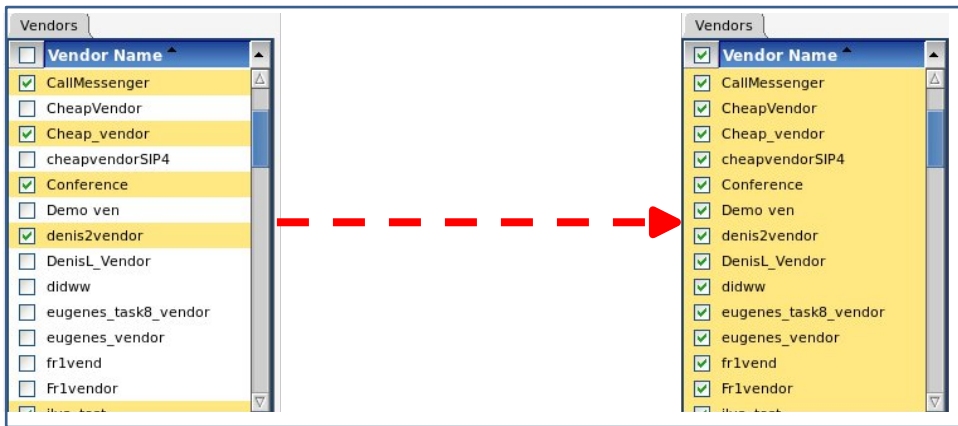 Vendors
Vendor Name
CallMessenger
CheapVendor
Cheap_vendor
cheapvendorSIP4
Conference
Demo ven
denis2vendor
DenisL_Vendor
didww
eugenes_task8_vendor
eugenes_vendor
fr1vend
Fr1vendor
Vendors
Vendor Name
CallMessenger
CheapVendor
Cheap_vendor
cheapvendorSIP4
Conference
Demo ven
denis2vendor
DenisL_Vendor
didww
eugenes_task8_vendor
eugenes_vendor
fr1vend
Fr1vendor